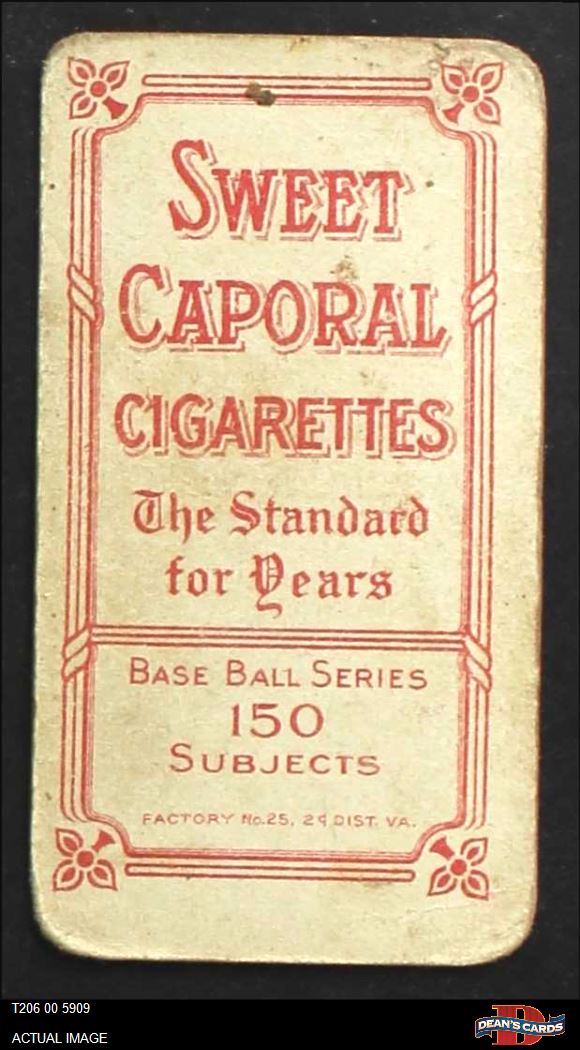 SWEET
CAPORAL
CIGARETTES
The Standard
for Years
BASE BALL SERIES
150
SUBJECTS
FACTORY No. 25, 2d DIST. VA.
T206 00 5909
ACTUAL IMAGE
D
DEAN'S CARDS